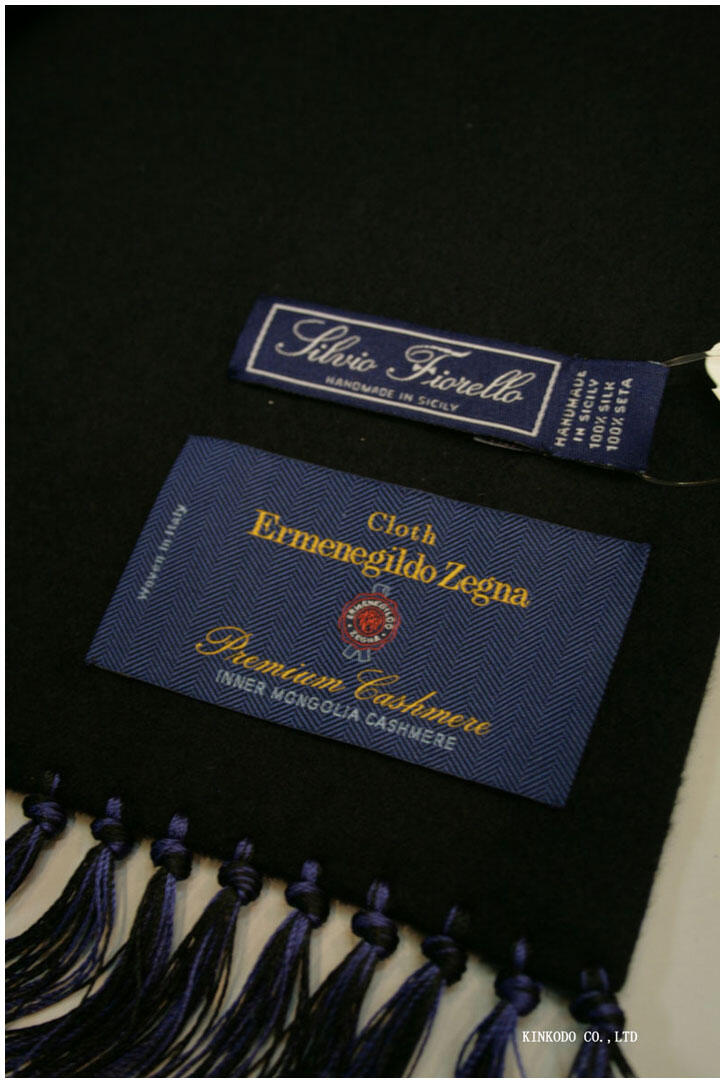 Silvio Fiorello
HANDMADE IN SICILY
HANDMADE
IN SICILY
100% SILK
100% SETA
Woven in Italy
Cloth
Ermenegildo Zegna
ERMENEGILDO
ZEGNA
Premium Cashmere
INNER MONGOLIA CASHMERE
KINKODO CO.,LTD